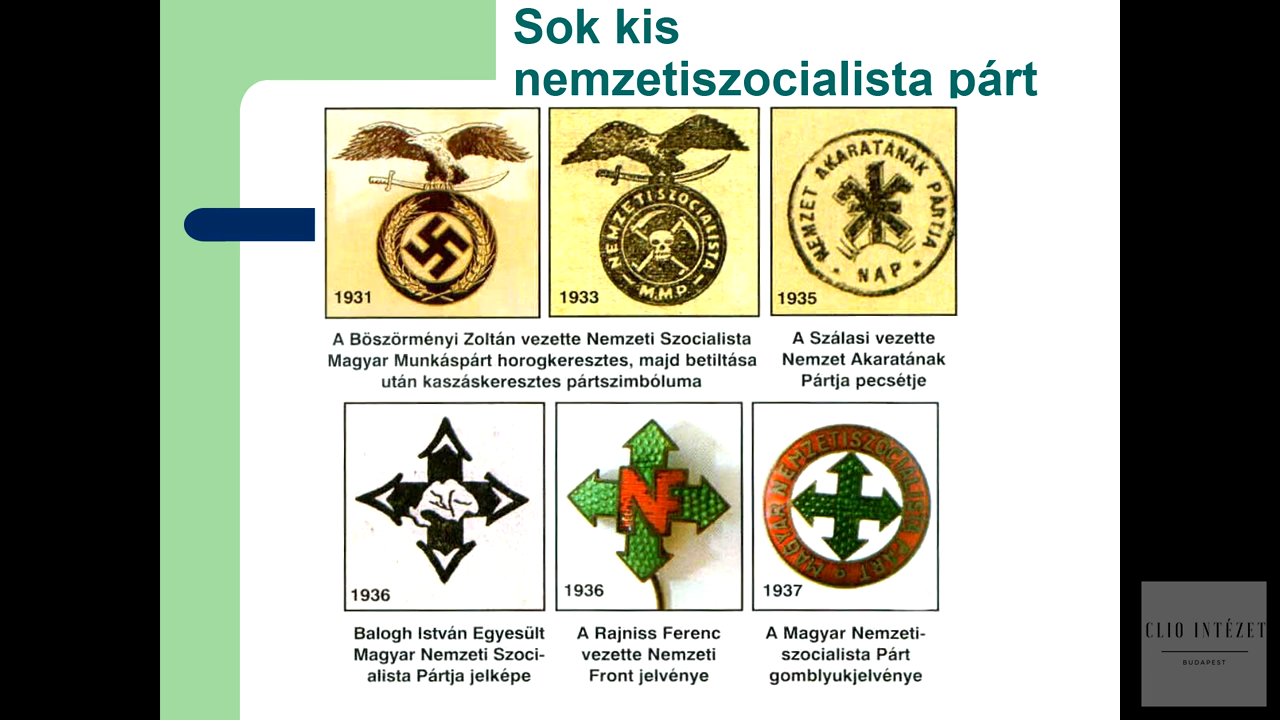 Sok kis
nemzetiszocialista párt
NEMZETISZOCIALISTA
M.M.P.
NEMZET AKARATÁNAK PÁRTJA
NAP
1931
1933
1935
A Böszörményi Zoltán vezette Nemzeti Szocialista
Magyar Munkáspárt horogkeresztes, majd betiltása
után kaszáskeresztes pártszimbóluma
A Szálasi vezette
Nemzet Akaratának
Pártja pecsétje
NF
MAGYAR NEMZETISZOCIALISTA PÁRT
1936
1936
1937
Balogh István Egyesült
Magyar Nemzeti Szoci-
alista Pártja jelképe
A Rajniss Ferenc
vezette Nemzeti
Front jelvénye
A Magyar Nemzeti-
szocialista Párt
gomblyukjelvénye
CLIO INTÉZET
BUDAPEST